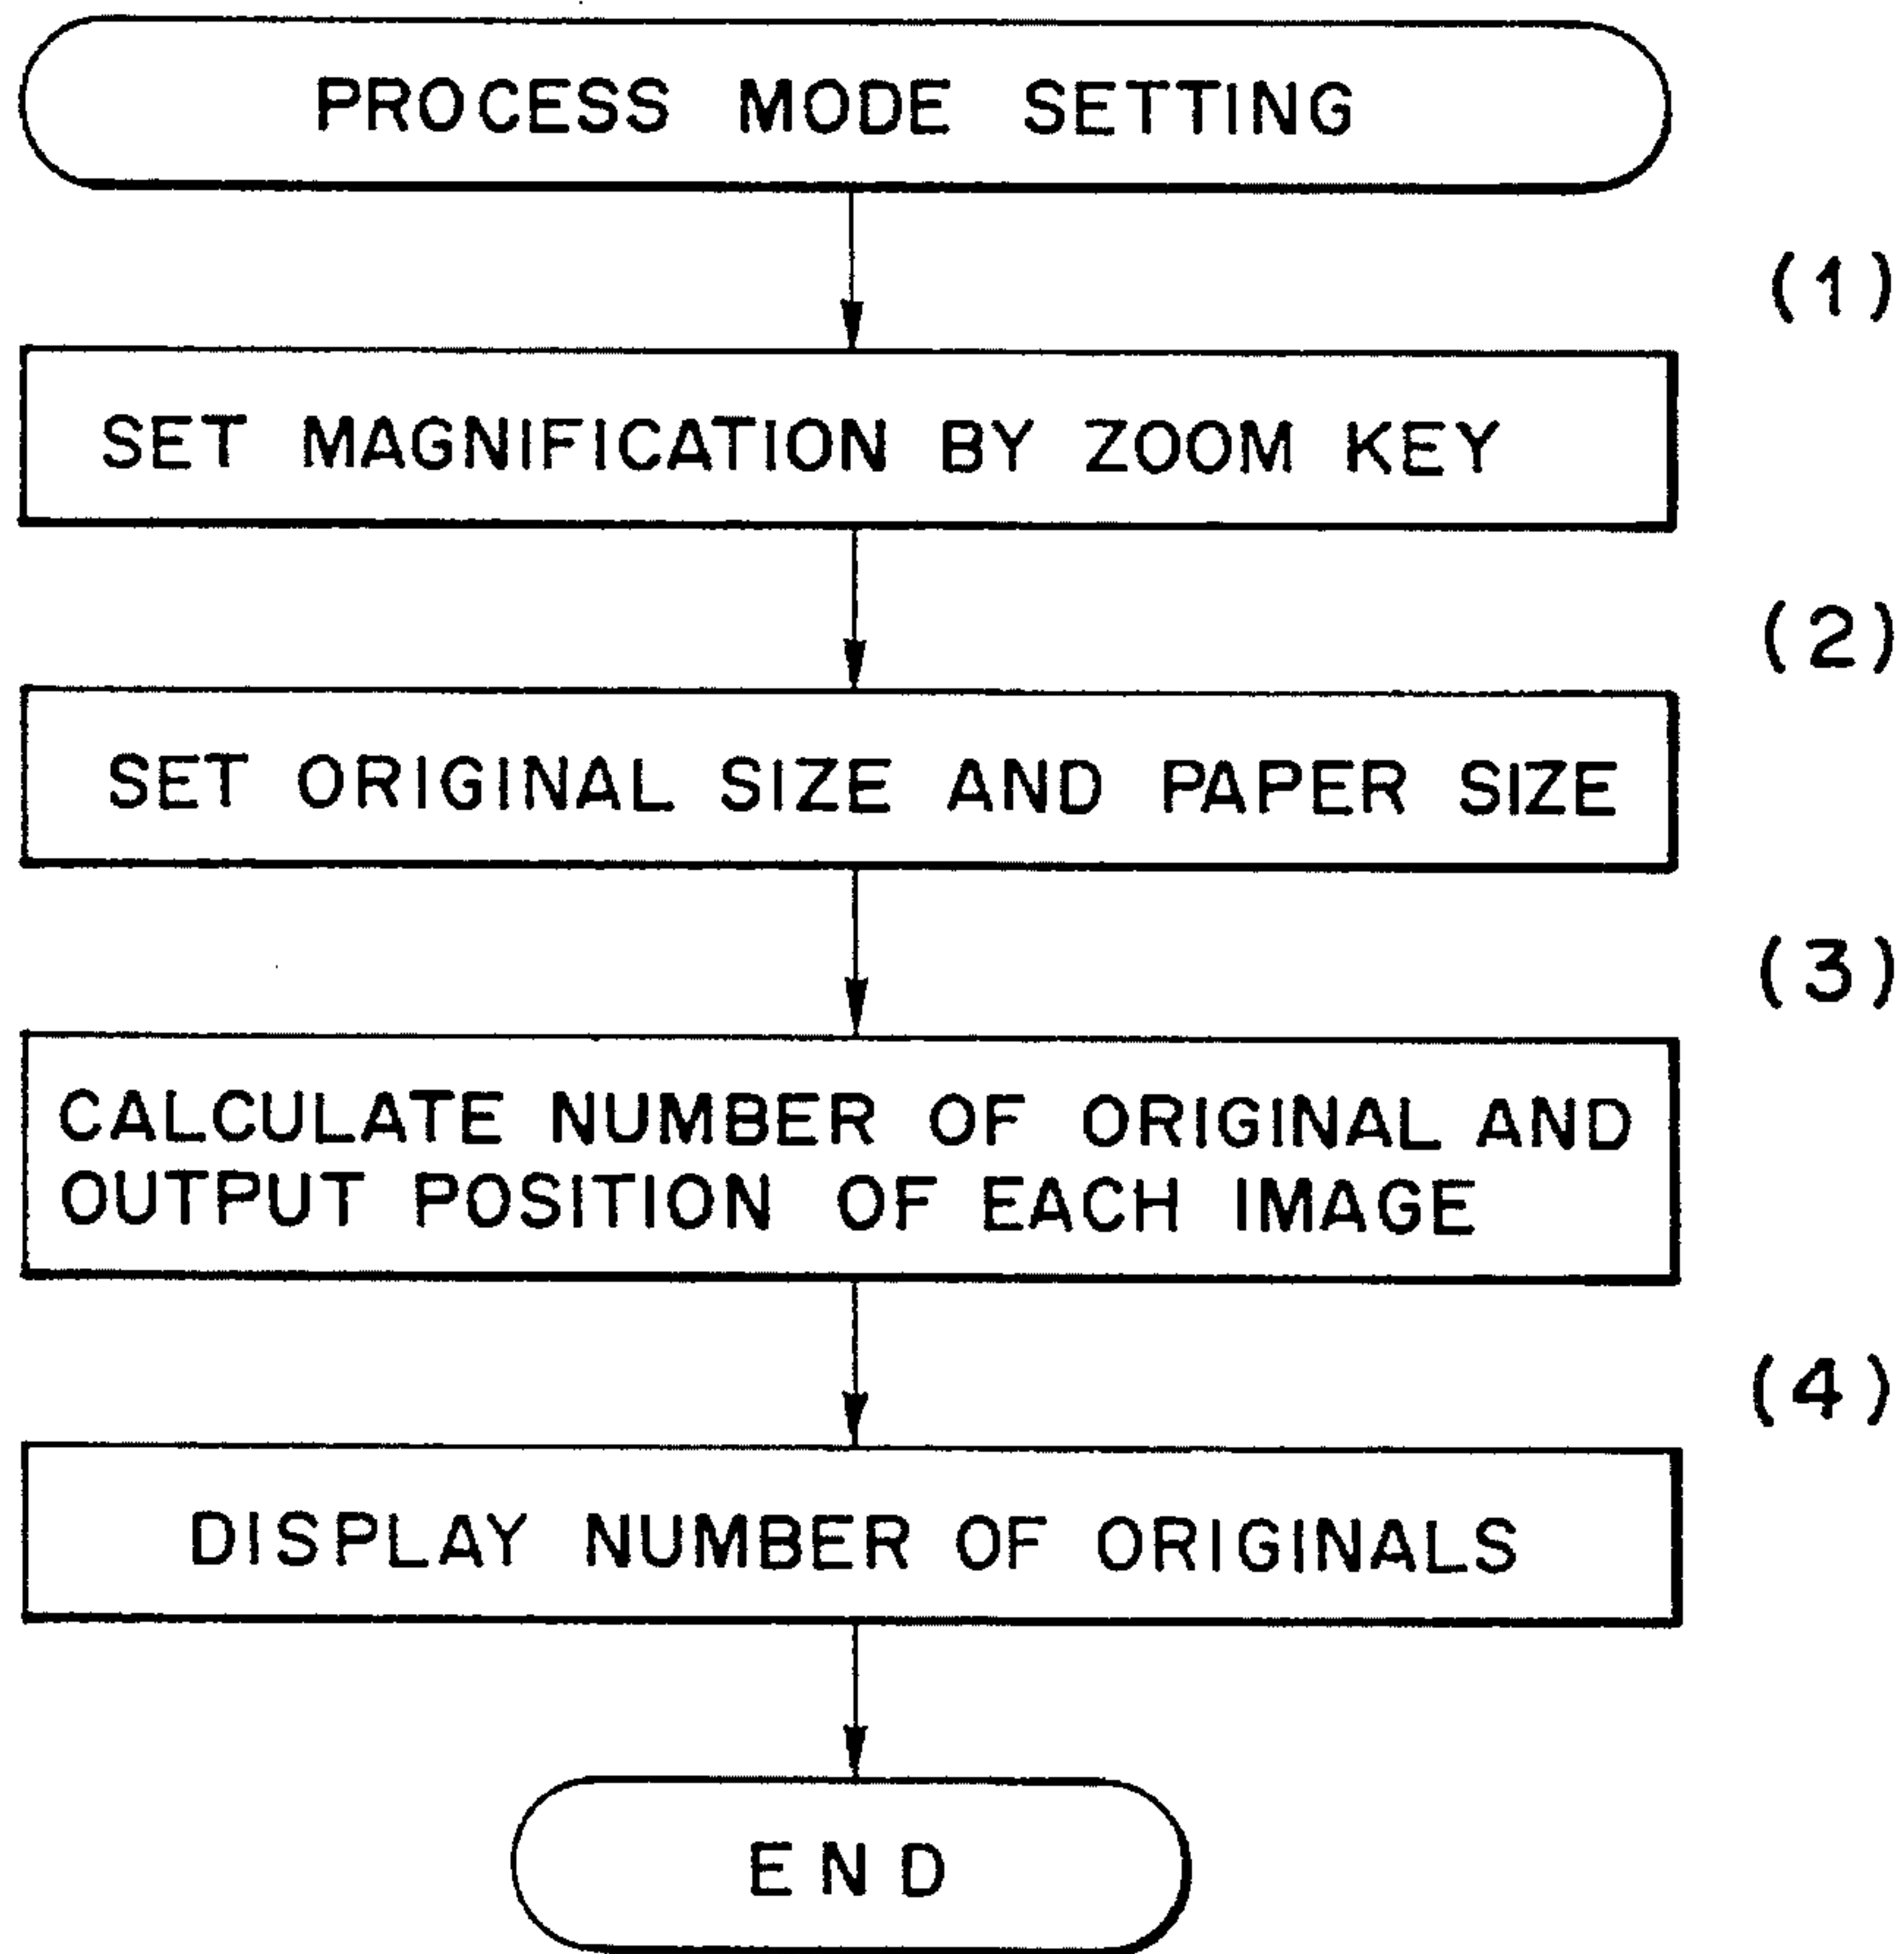 PROCESS MODE SETTING
(1)
SET MAGNIFICATION BY ZOOM KEY
(2)
SET ORIGINAL SIZE AND PAPER SIZE
(3)
CALCULATE NUMBER OF ORIGINAL AND
OUTPUT POSITION OF EACH IMAGE
(4)
DISPLAY NUMBER OF ORIGINALS
END